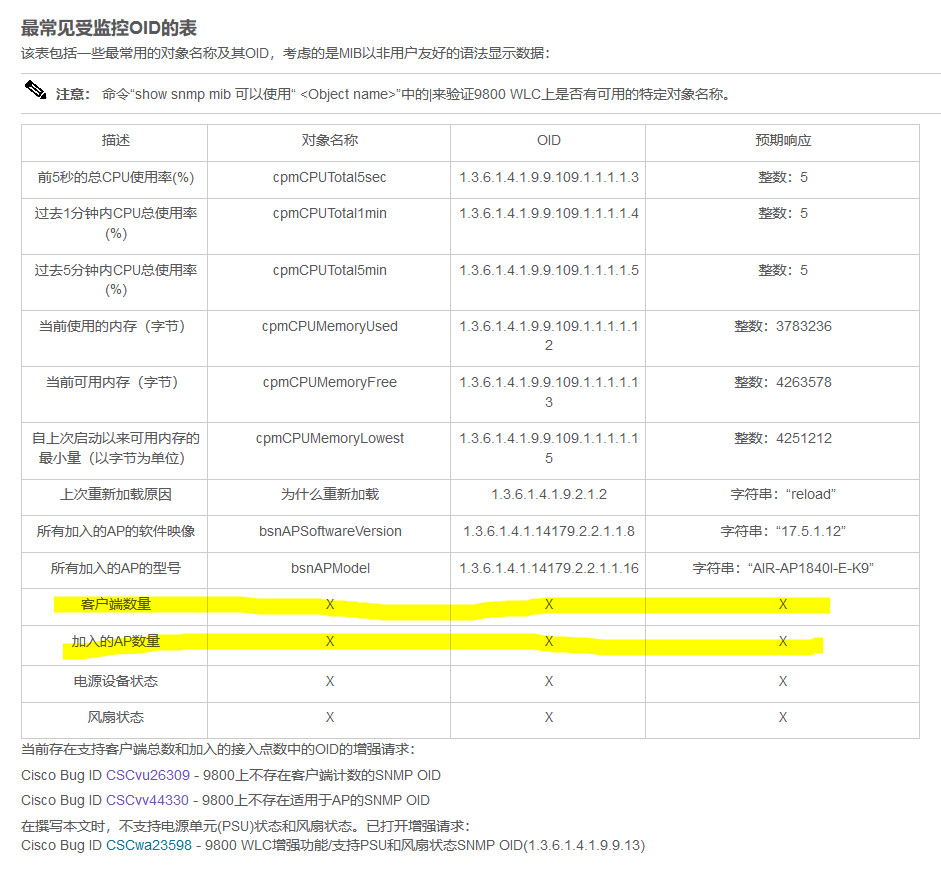 最常见受监控OID的表
该表包括一些最常用的对象名称及其OID，考虑的是MIB以非用户友好的语法显示数据：
注意： 命令“show snmp mib 可以使用“ <Object name>”中的|来验证9800 WLC上是否有可用的特定对象名称。
描述 对象名称 OID 预期响应
前5秒的总CPU使用率(%) cpmCPUTotal5sec 1.3.6.1.4.1.9.9.109.1.1.1.1.3 整数：5
过去1分钟内CPU总使用率 cpmCPUTotal1min 1.3.6.1.4.1.9.9.109.1.1.1.1.4 整数：5
(%)
过去5分钟内CPU总使用率 cpmCPUTotal5min 1.3.6.1.4.1.9.9.109.1.1.1.1.5 整数：5
(%)
当前使用的内存（字节） cpmCPUMemoryUsed 1.3.6.1.4.1.9.9.109.1.1.1.1.1 整数：3783236
2
当前可用内存（字节） cpmCPUMemoryFree 1.3.6.1.4.1.9.9.109.1.1.1.1.1 整数：4263578
3
自上次启动以来可用内存的 cpmCPUMemoryLowest 1.3.6.1.4.1.9.9.109.1.1.1.1.1 整数：4251212
最小量（以字节为单位） 5
上次重新加载原因 为什么重新加载 1.3.6.1.4.1.9.2.1.2 字符串：“reload”
所有加入的AP的软件映像 bsnAPSoftwareVersion 1.3.6.1.4.1.14179.2.2.1.1.8 字符串：“17.5.1.12”
所有加入的AP的型号 bsnAPModel 1.3.6.1.4.1.14179.2.2.1.1.16 字符串：“AIR-AP1840I-E-K9”
客户端数量 X X X
加入的AP数量 X X X
电源设备状态 X X X
风扇状态 X X X
当前存在支持客户端总数和加入的接入点数中的OID的增强请求：
Cisco Bug ID CSCvu26309 - 9800上不存在客户端计数的SNMP OID
Cisco Bug ID CSCvv44330 - 9800上不存在适用于AP的SNMP OID
在撰写本文时，不支持电源单元(PSU)状态和风扇状态。已打开增强请求：
Cisco Bug ID CSCwa23598 - 9800 WLC增强功能/支持PSU和风扇状态SNMP OID(1.3.6.1.4.1.9.9.13)